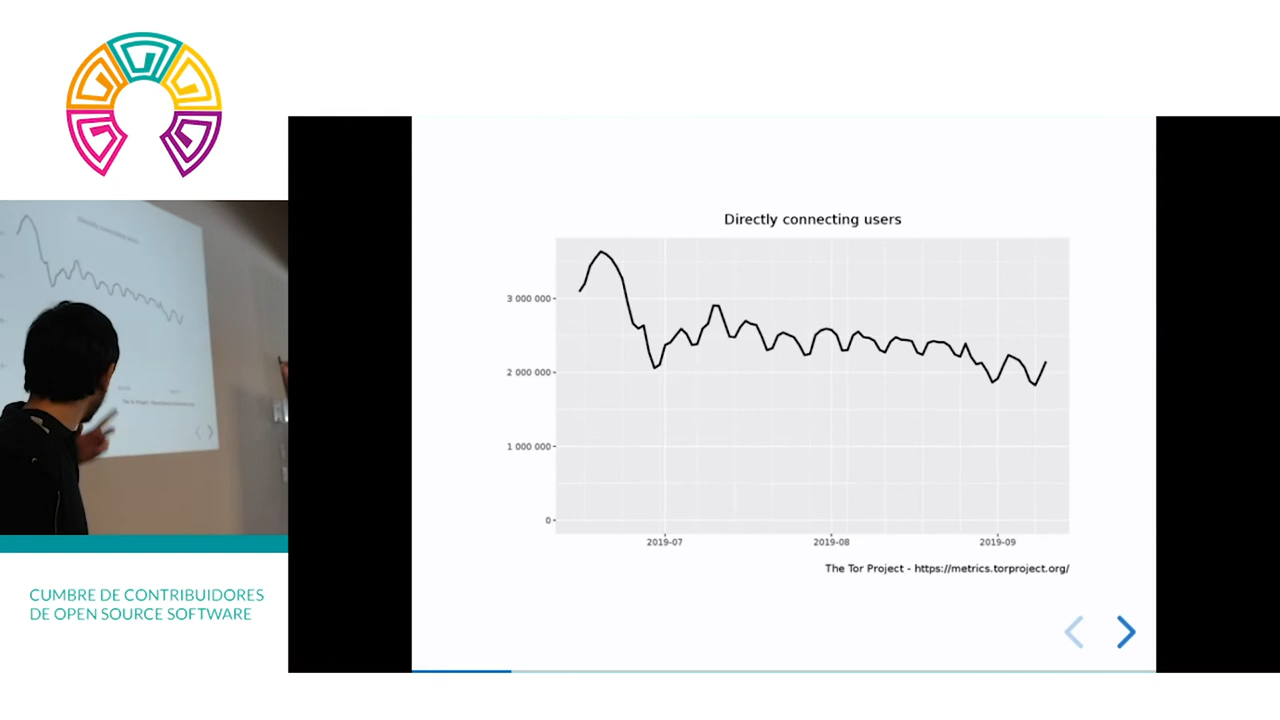 Directly connecting users
3 000 000
2 000 000
1 000 000
0
2019-07
2019-08
2019-09
The Tor Project - https://metrics.torproject.org/
CUMBRE DE CONTRIBUIDORES
DE OPEN SOURCE SOFTWARE